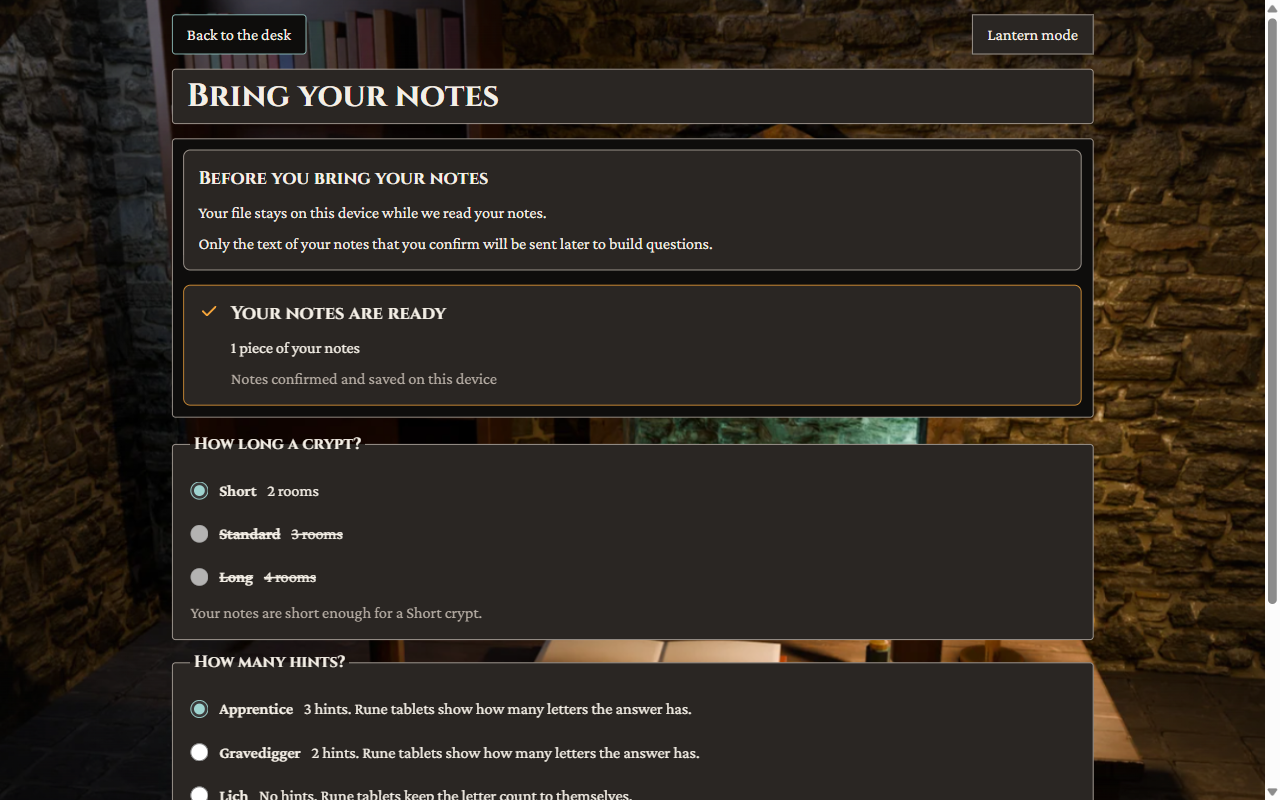 Back to the desk
Lantern mode
Bring your notes
Before you bring your notes
Your file stays on this device while we read your notes.
Only the text of your notes that you confirm will be sent later to build questions.
Your notes are ready
1 piece of your notes
Notes confirmed and saved on this device
How long a crypt?
Short 2 rooms
Standard 3 rooms
Long 4 rooms
Your notes are short enough for a Short crypt.
How many hints?
Apprentice 3 hints. Rune tablets show how many letters the answer has.
Gravedigger 2 hints. Rune tablets show how many letters the answer has.
Lich No hints. Rune tablets keep the letter count to themselves.